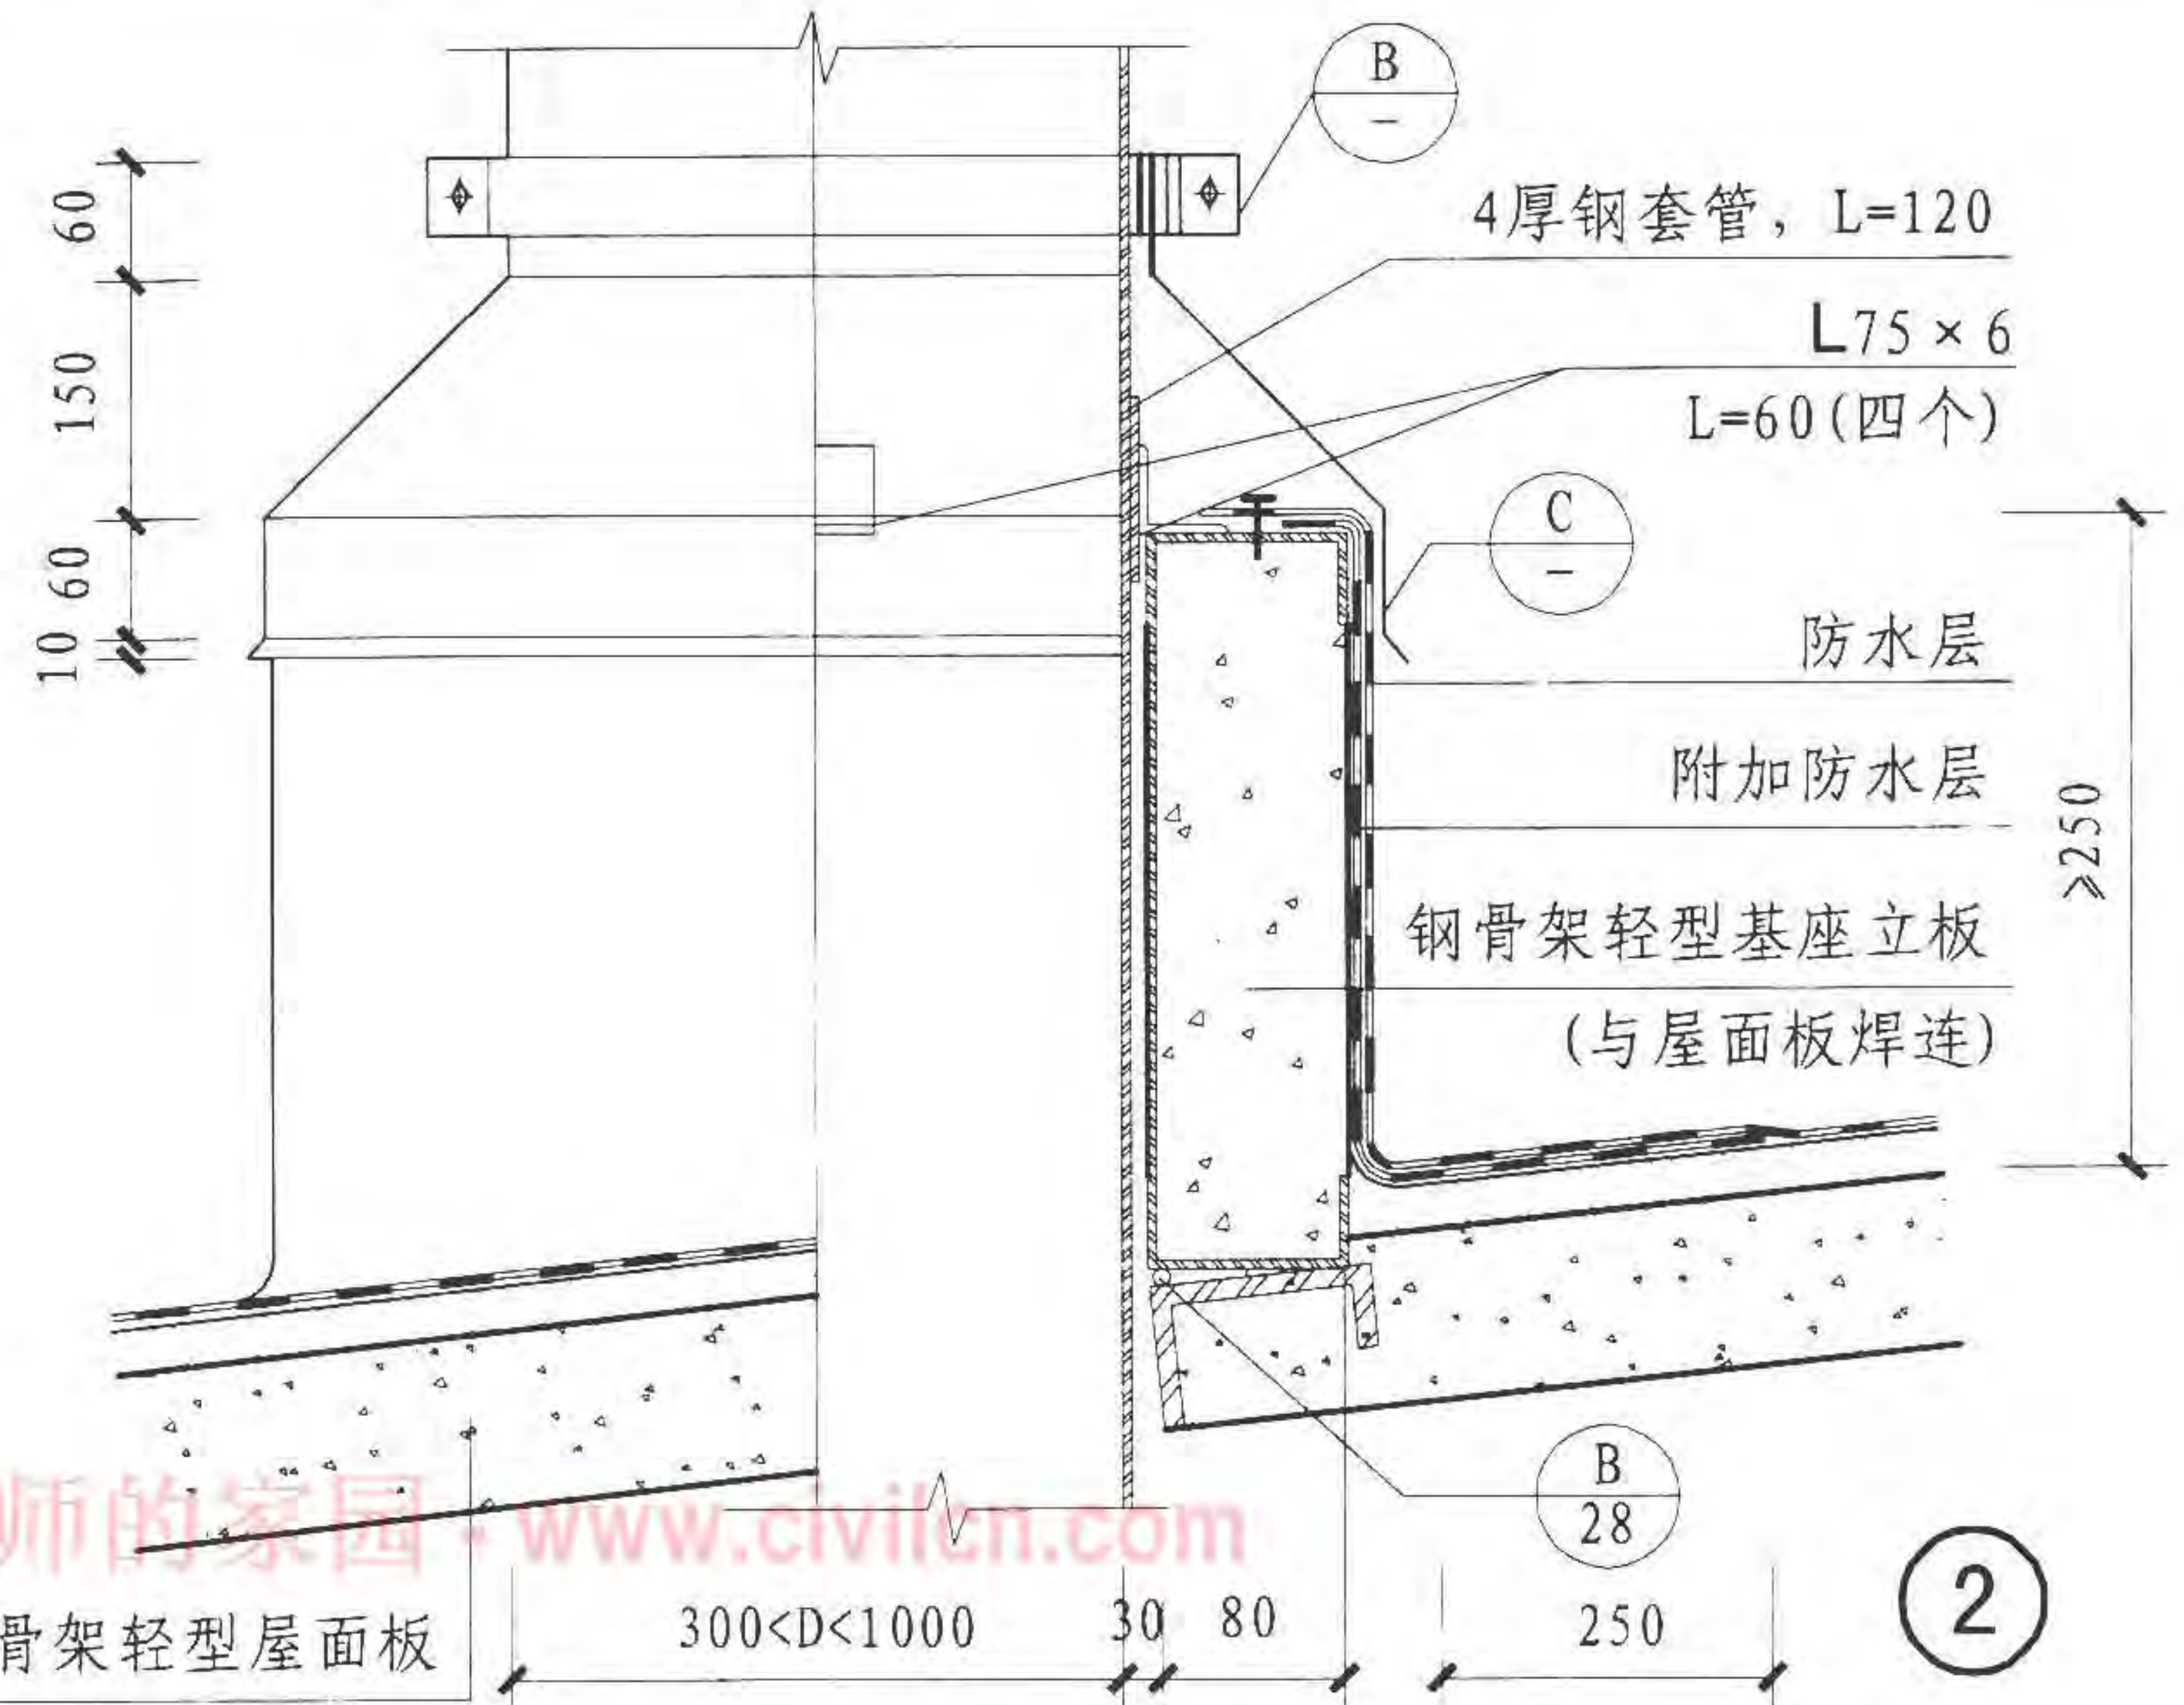 B
–
4厚钢套管，L=120
L75×6
L=60(四个)
60
150
60
10
C
–
防水层
附加防水层
≥250
钢骨架轻型基座立板
(与屋面板焊连)
B
28
师的家园·www.civilcn.com
骨架轻型屋面板
300<D<1000
30
80
250
2